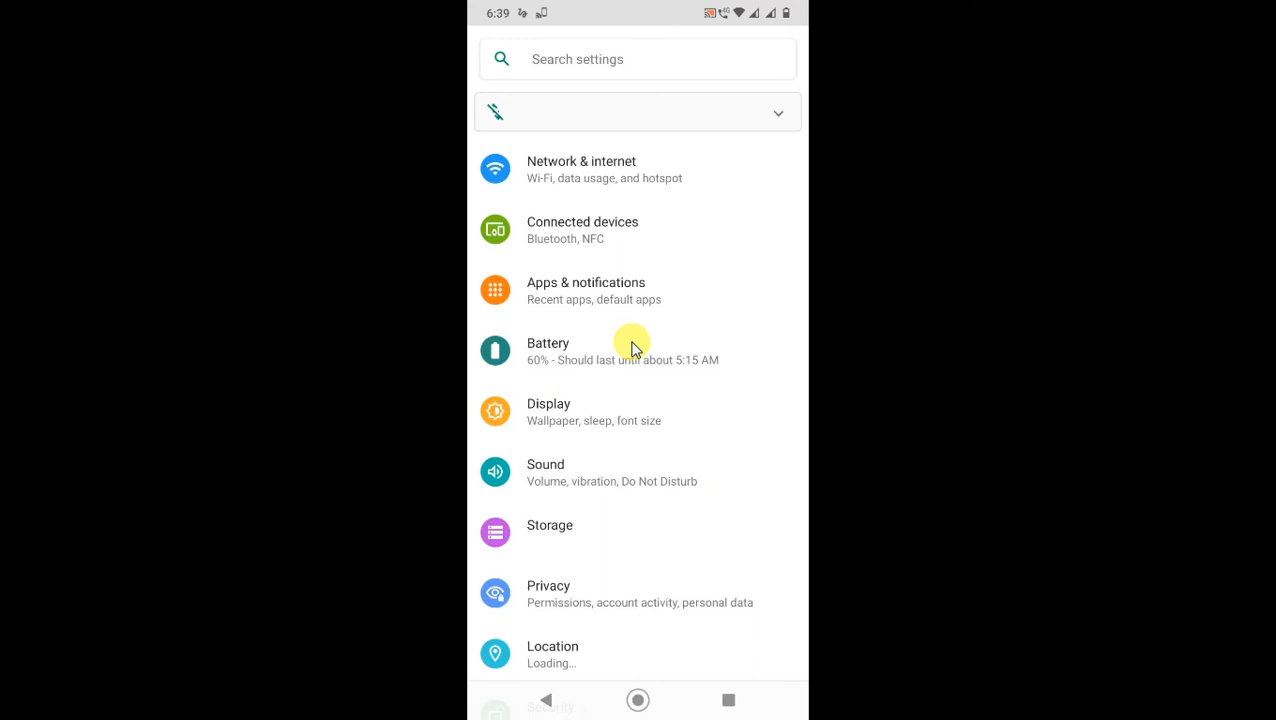 6:39
4G
Search settings
Network & internet
Wi-Fi, data usage, and hotspot
Connected devices
Bluetooth, NFC
Apps & notifications
Recent apps, default apps
Battery
60% - Should last until about 5:15 AM
Display
Wallpaper, sleep, font size
Sound
Volume, vibration, Do Not Disturb
Storage
Privacy
Permissions, account activity, personal data
Location
Loading...
Security